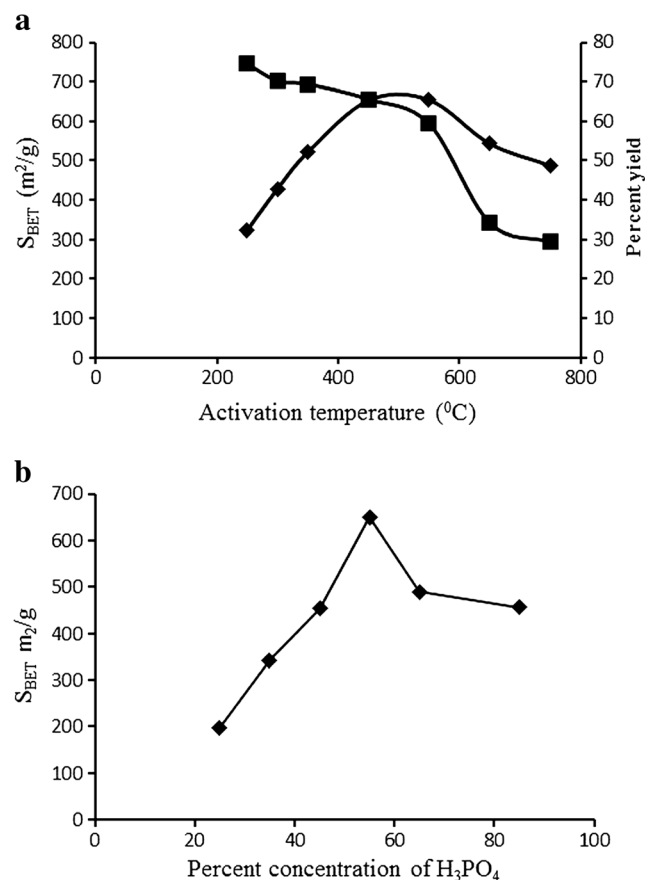 a
800
700
600
500
400
300
200
100
0
S_BET (m²/g)
80
70
60
50
40
30
20
10
0
Percent yield
0 200 400 600 800
Activation temperature (⁰C)
b
700
600
500
400
300
200
100
0
S_BET m₂/g
0 20 40 60 80 100
Percent concentration of H₃PO₄